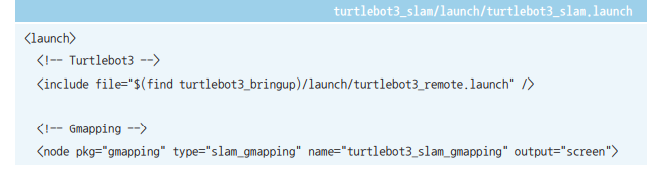 turtlebot3_slam/launch/turtlebot3_slam.launch
<launch>
<!-- Turtlebot3 -->
<include file="$(find turtlebot3_bringup)/launch/turtlebot3_remote.launch" />
<!-- Gmapping -->
<node pkg="gmapping" type="slam_gmapping" name="turtlebot3_slam_gmapping" output="screen">